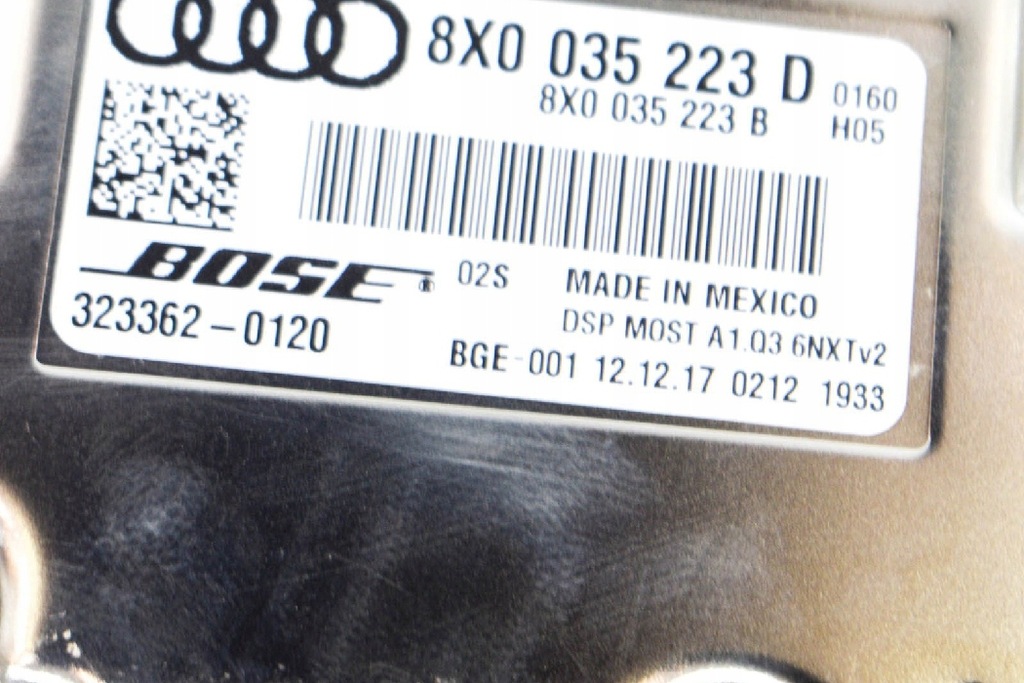 8X0 035 223 D 0160
8X0 035 223 B H05
BOSE® 02S MADE IN MEXICO
323362-0120 DSP MOST A1.Q3 6NXTv2
BGE-001 12.12.17 0212 1933